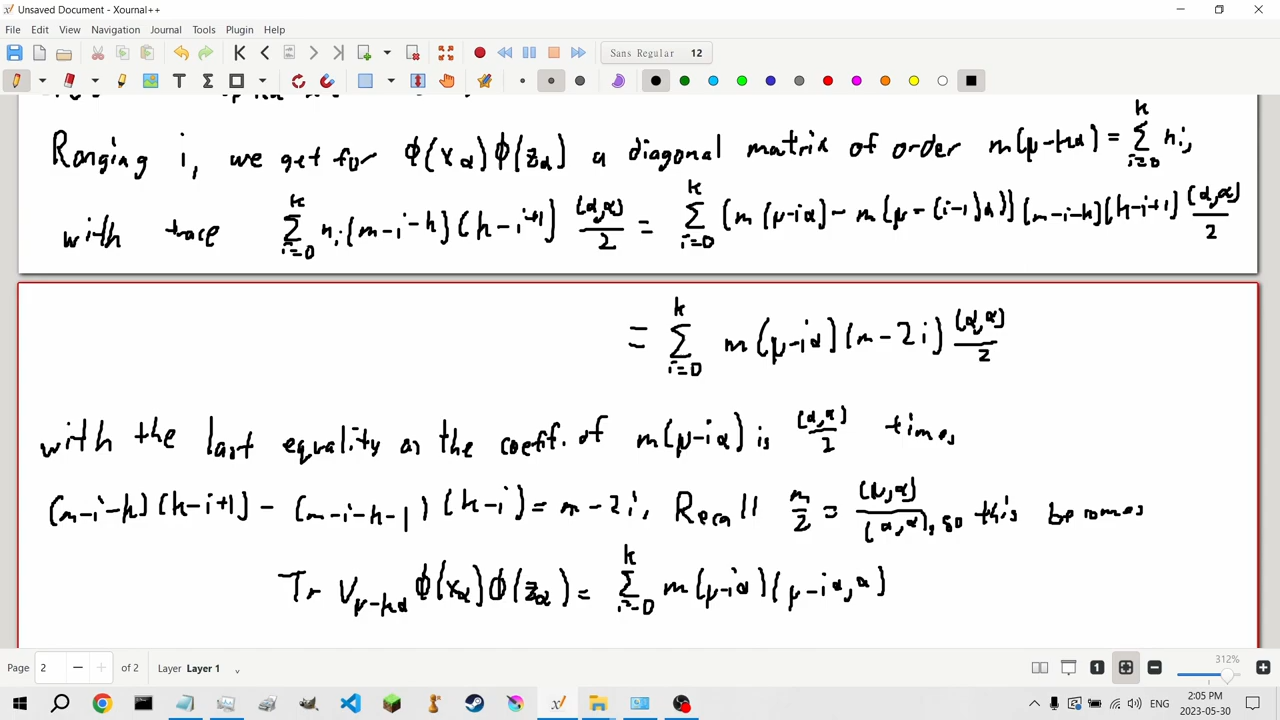 Unsaved Document - Xournal++
File Edit View Navigation Journal Tools Plugin Help
Sans Regular 12
Ranging i, we get for ϕ(x_α)ϕ(z_α) a diagonal matrix of order m(μ-kα) = Σ_{i=0}^{k} n_i,
with trace Σ_{i=0}^{k} n_i (m-i-k)(k-i+1) (α,α)/2 = Σ_{i=0}^{k} (m(μ-iα) - m(μ-(i-1)α))(m-i-k)(k-i+1) (α,α)/2
= Σ_{i=0}^{k} m(μ-iα)(m-2i) (α,α)/2
with the last equality as the coeff. of m(μ-iα) is (α,α)/2 times
(m-i-k)(k-i+1) - (m-i-k-1)(k-i) = m-2i. Recall m/2 = (μ,α)/(α,α), so this becomes
Tr V_{μ-kα} ϕ(x_α)ϕ(z_α) = Σ_{i=0}^{k} m(μ-iα)(μ-iα,α)
Page 2 of 2 Layer Layer 1 312%
2:05 PM
ENG
2023-05-30